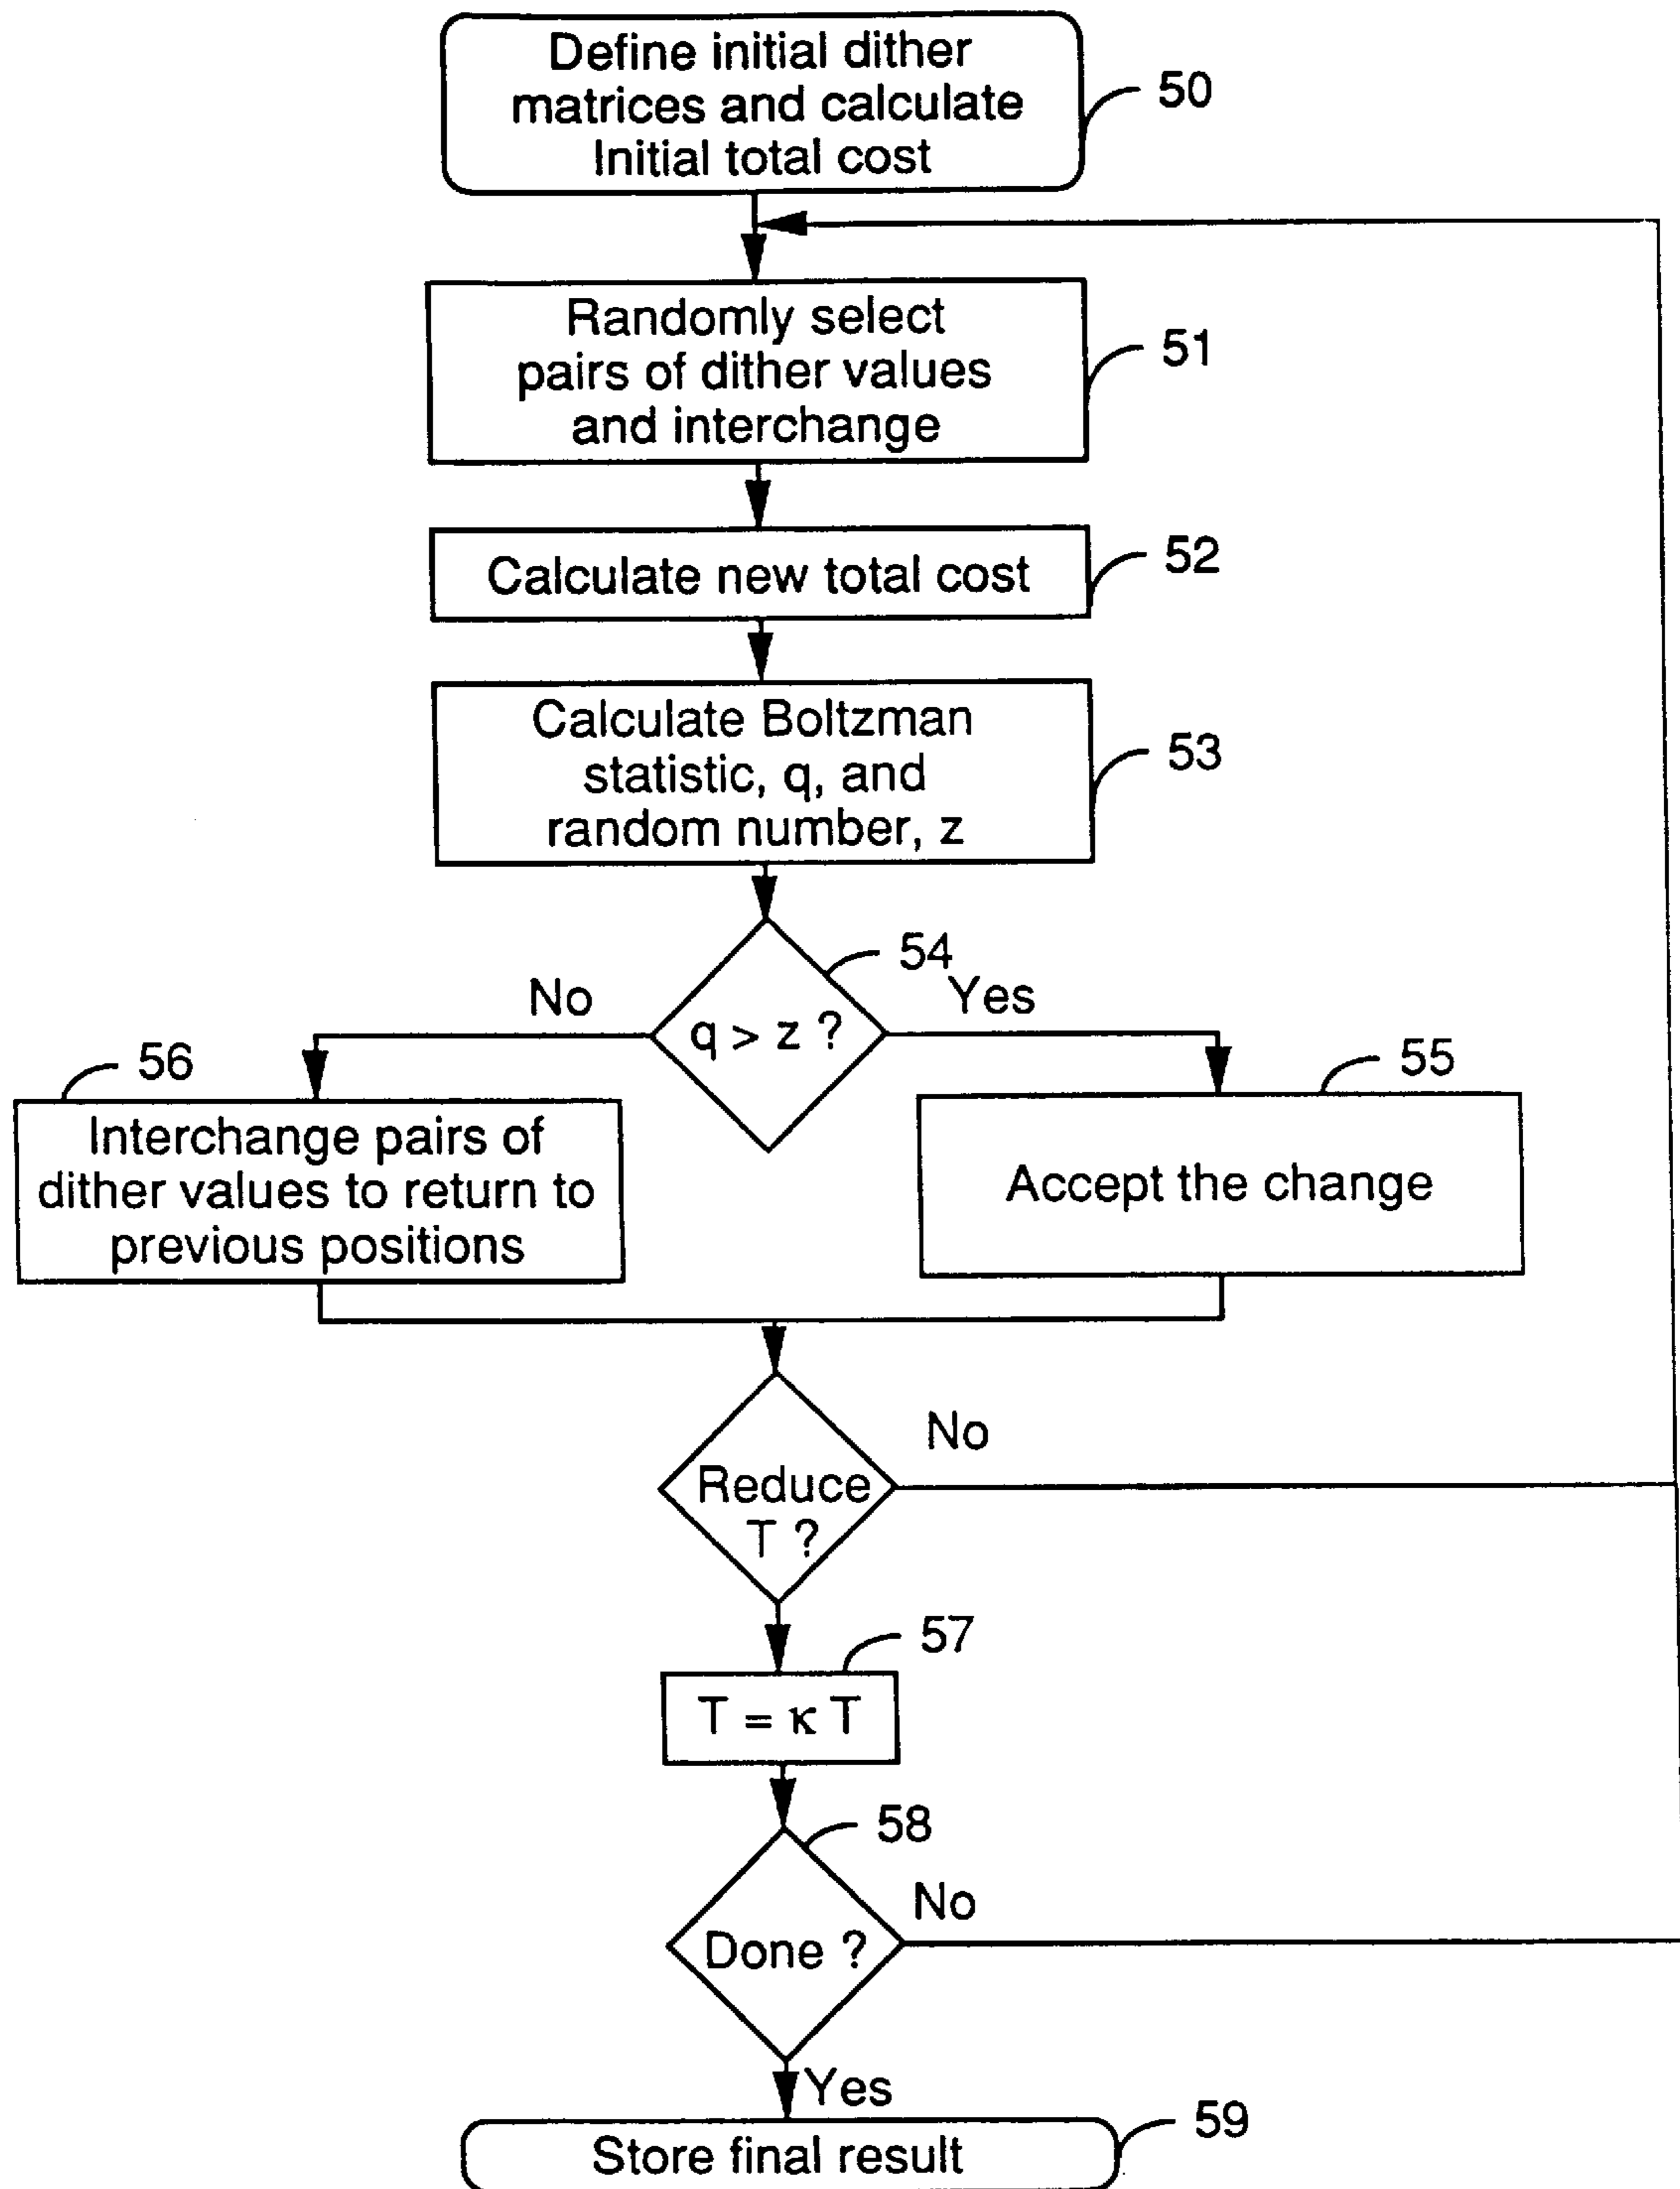 Define initial dither
matrices and calculate
Initial total cost
50
Randomly select
pairs of dither values
and interchange
51
Calculate new total cost
52
Calculate Boltzman
statistic, q, and
random number, z
53
54
No
Yes
q > z ?
56
55
Interchange pairs of
dither values to return to
previous positions
Accept the change
No
Reduce
T ?
57
T = κ T
58
No
Done ?
Yes
59
Store final result